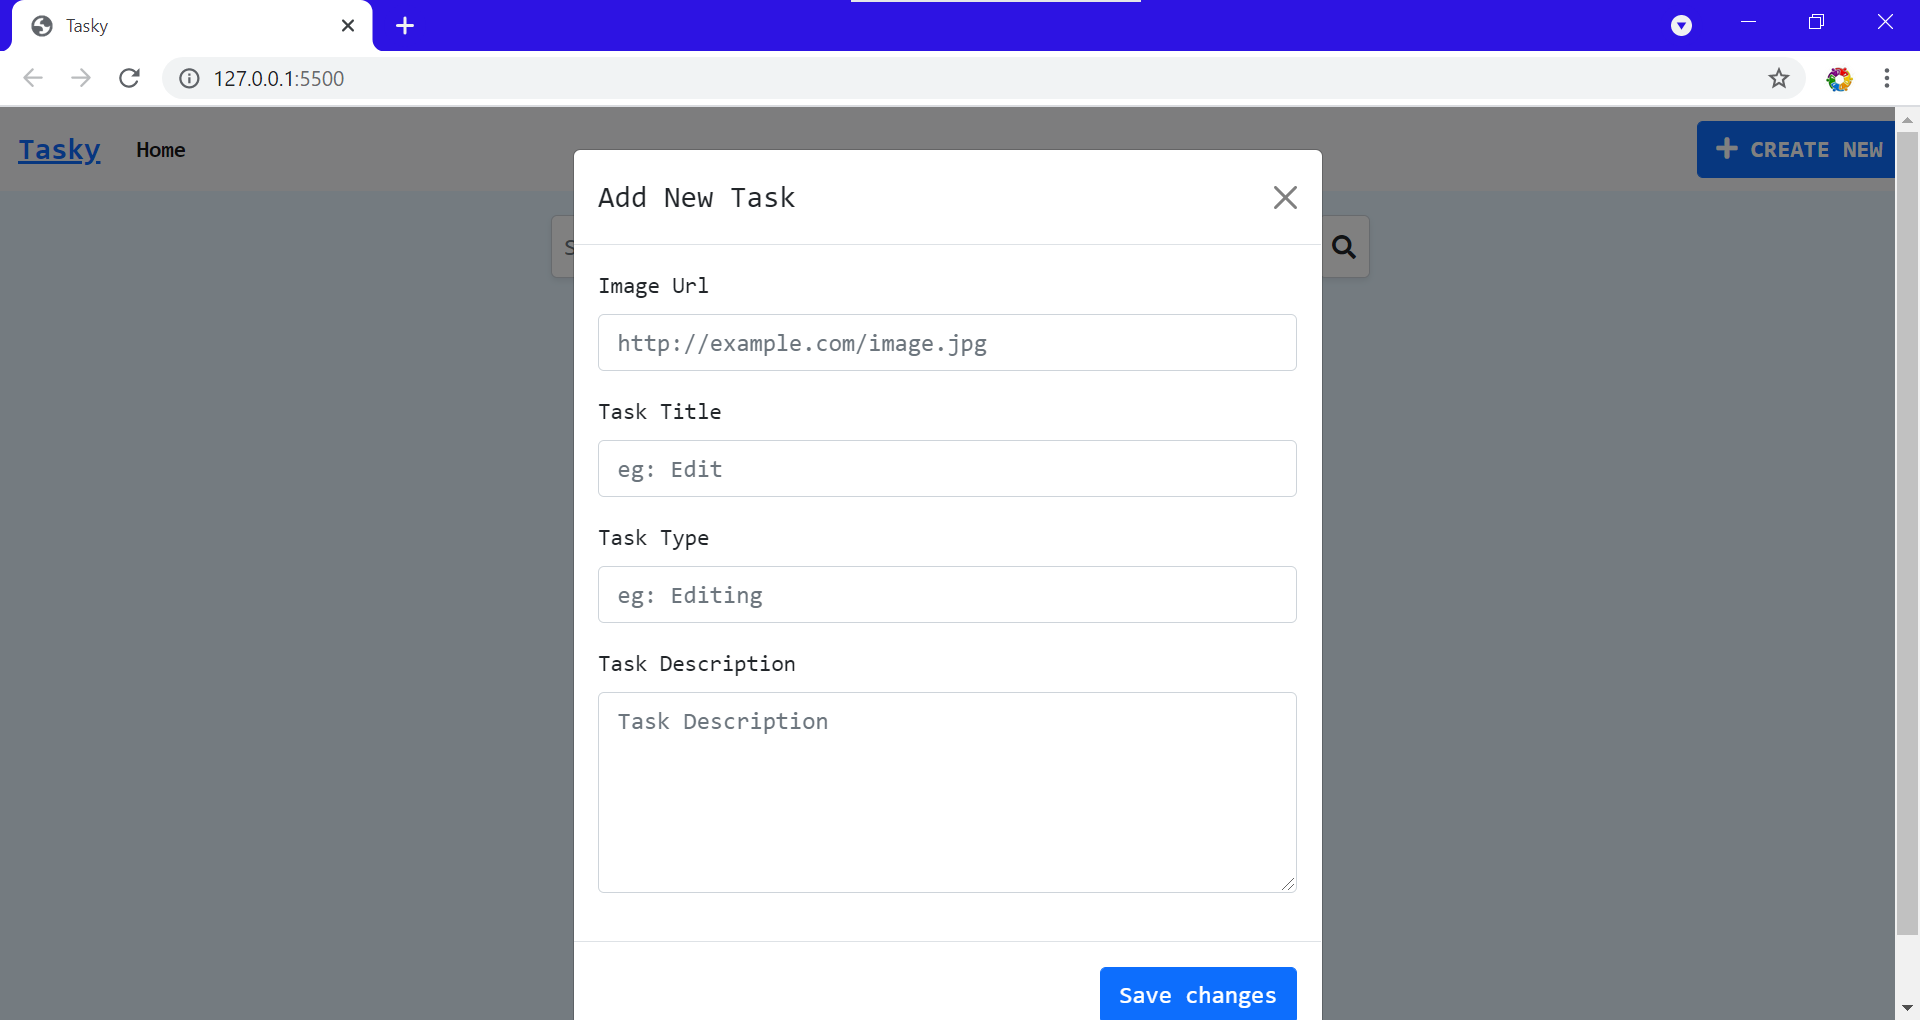 Tasky
127.0.0.1:5500
Tasky Home CREATE NEW
Add New Task
S
Image Url
http://example.com/image.jpg
Task Title
eg: Edit
Task Type
eg: Editing
Task Description
Task Description
Save changes